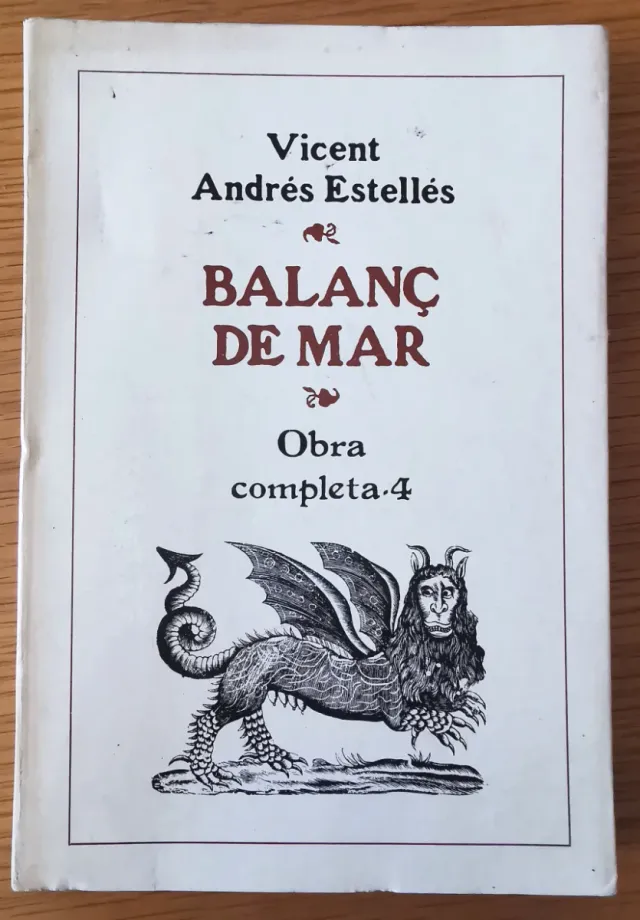 Vicent
Andrés Estellés
BALANÇ
DE MAR
Obra
completa·4